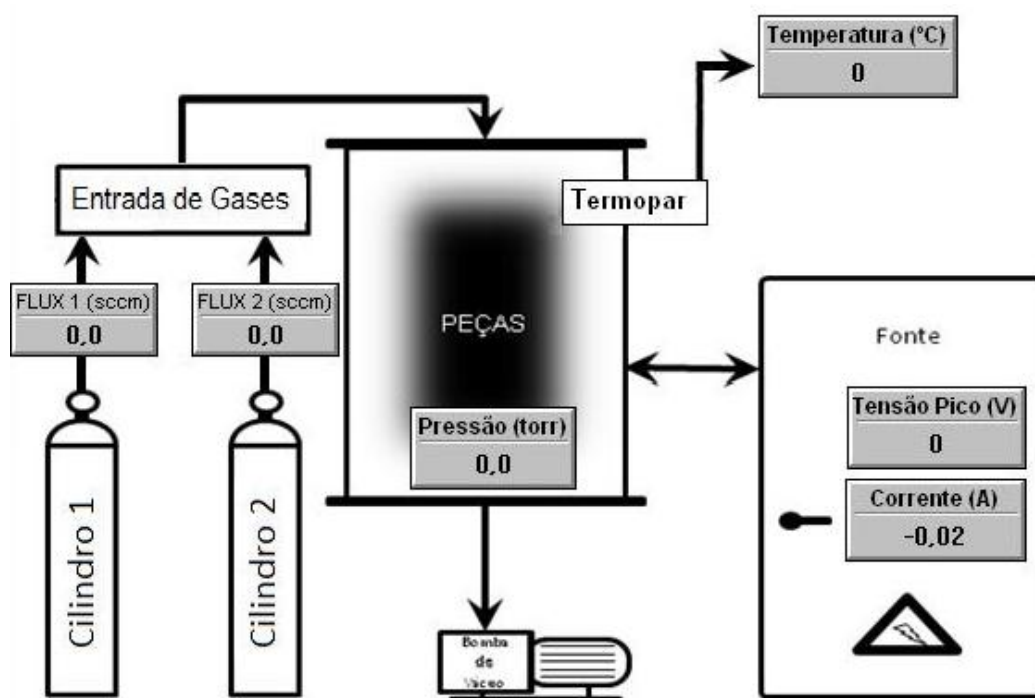 Temperatura (ºC)
0
Entrada de Gases
Termopar
FLUX 1 (sccm)
0,0
FLUX 2 (sccm)
0,0
PEÇAS
Pressão (torr)
0,0
Fonte
Tensão Pico (V)
0
Corrente (A)
-0,02
Cilindro 1
Cilindro 2
Bomba
de
Vácuo